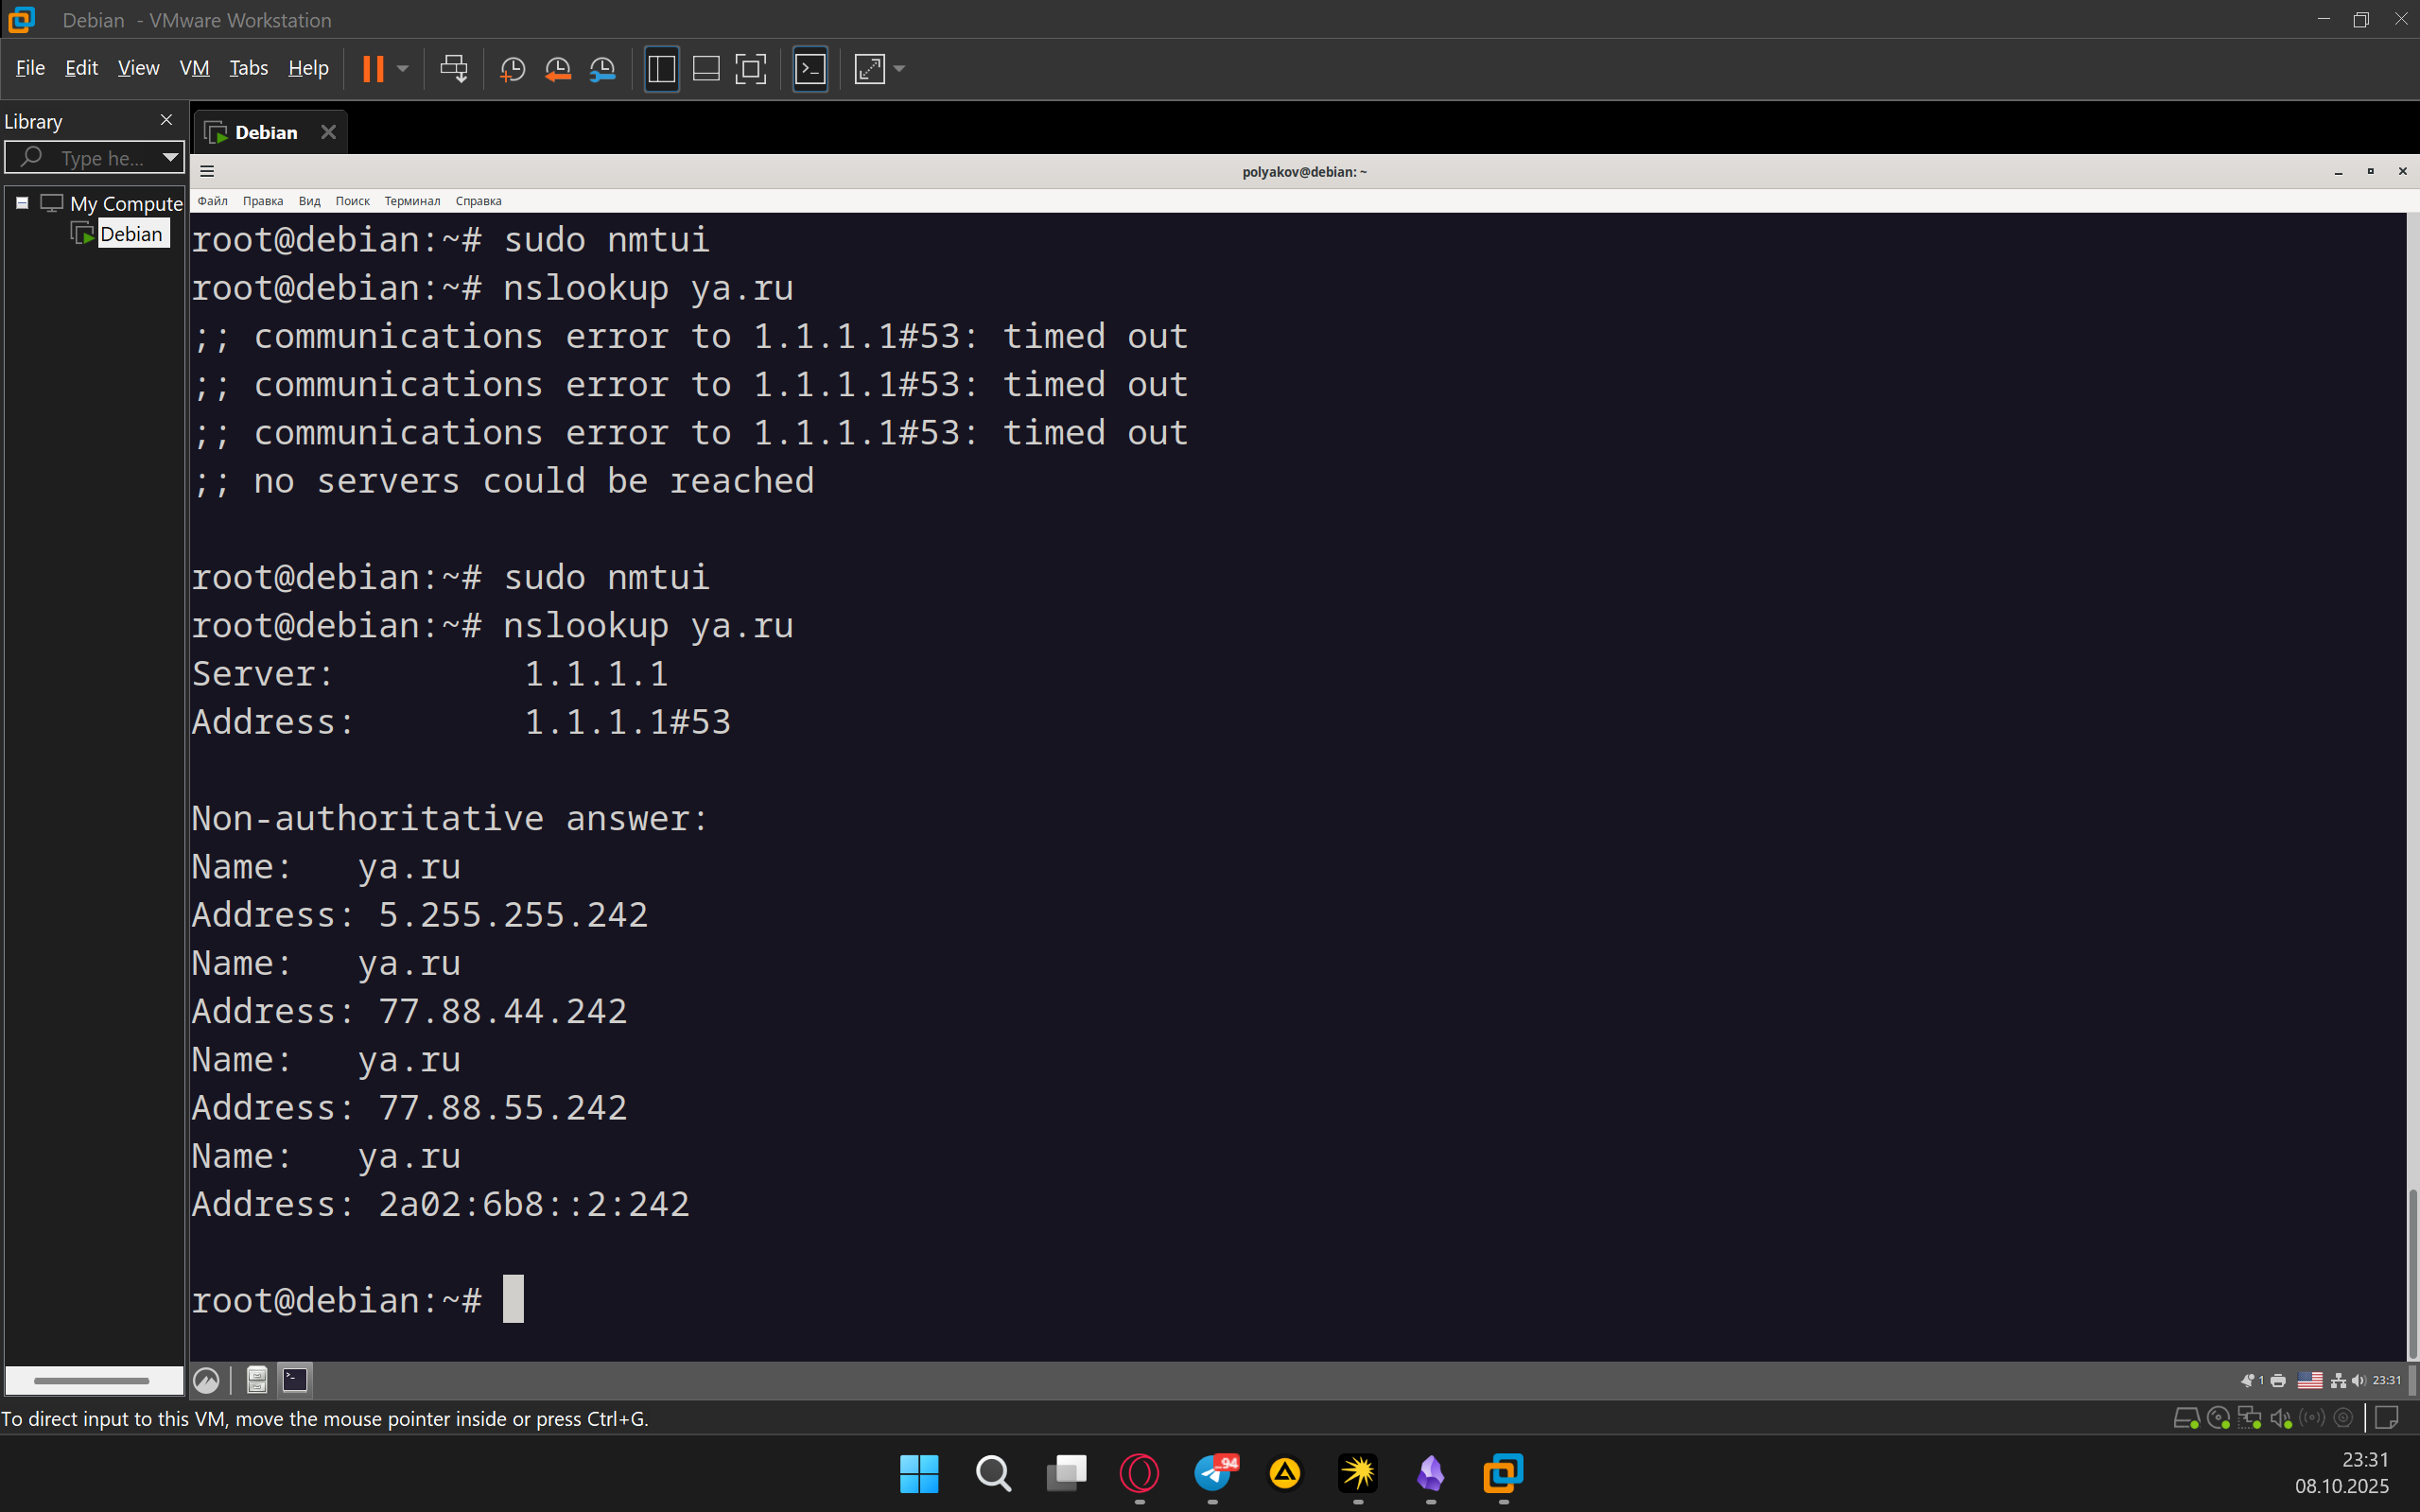 Debian - VMware Workstation
File Edit View VM Tabs Help
Library
Debian
Type he...
My Compute
Debian
polyakov@debian: ~
Файл Правка Вид Поиск Терминал Справка
root@debian:~# sudo nmtui
root@debian:~# nslookup ya.ru
;; communications error to 1.1.1.1#53: timed out
;; communications error to 1.1.1.1#53: timed out
;; communications error to 1.1.1.1#53: timed out
;; no servers could be reached
root@debian:~# sudo nmtui
root@debian:~# nslookup ya.ru
Server: 1.1.1.1
Address: 1.1.1.1#53
Non-authoritative answer:
Name: ya.ru
Address: 5.255.255.242
Name: ya.ru
Address: 77.88.44.242
Name: ya.ru
Address: 77.88.55.242
Name: ya.ru
Address: 2a02:6b8::2:242
root@debian:~#
1 23:31
To direct input to this VM, move the mouse pointer inside or press Ctrl+G.
94
23:31
08.10.2025